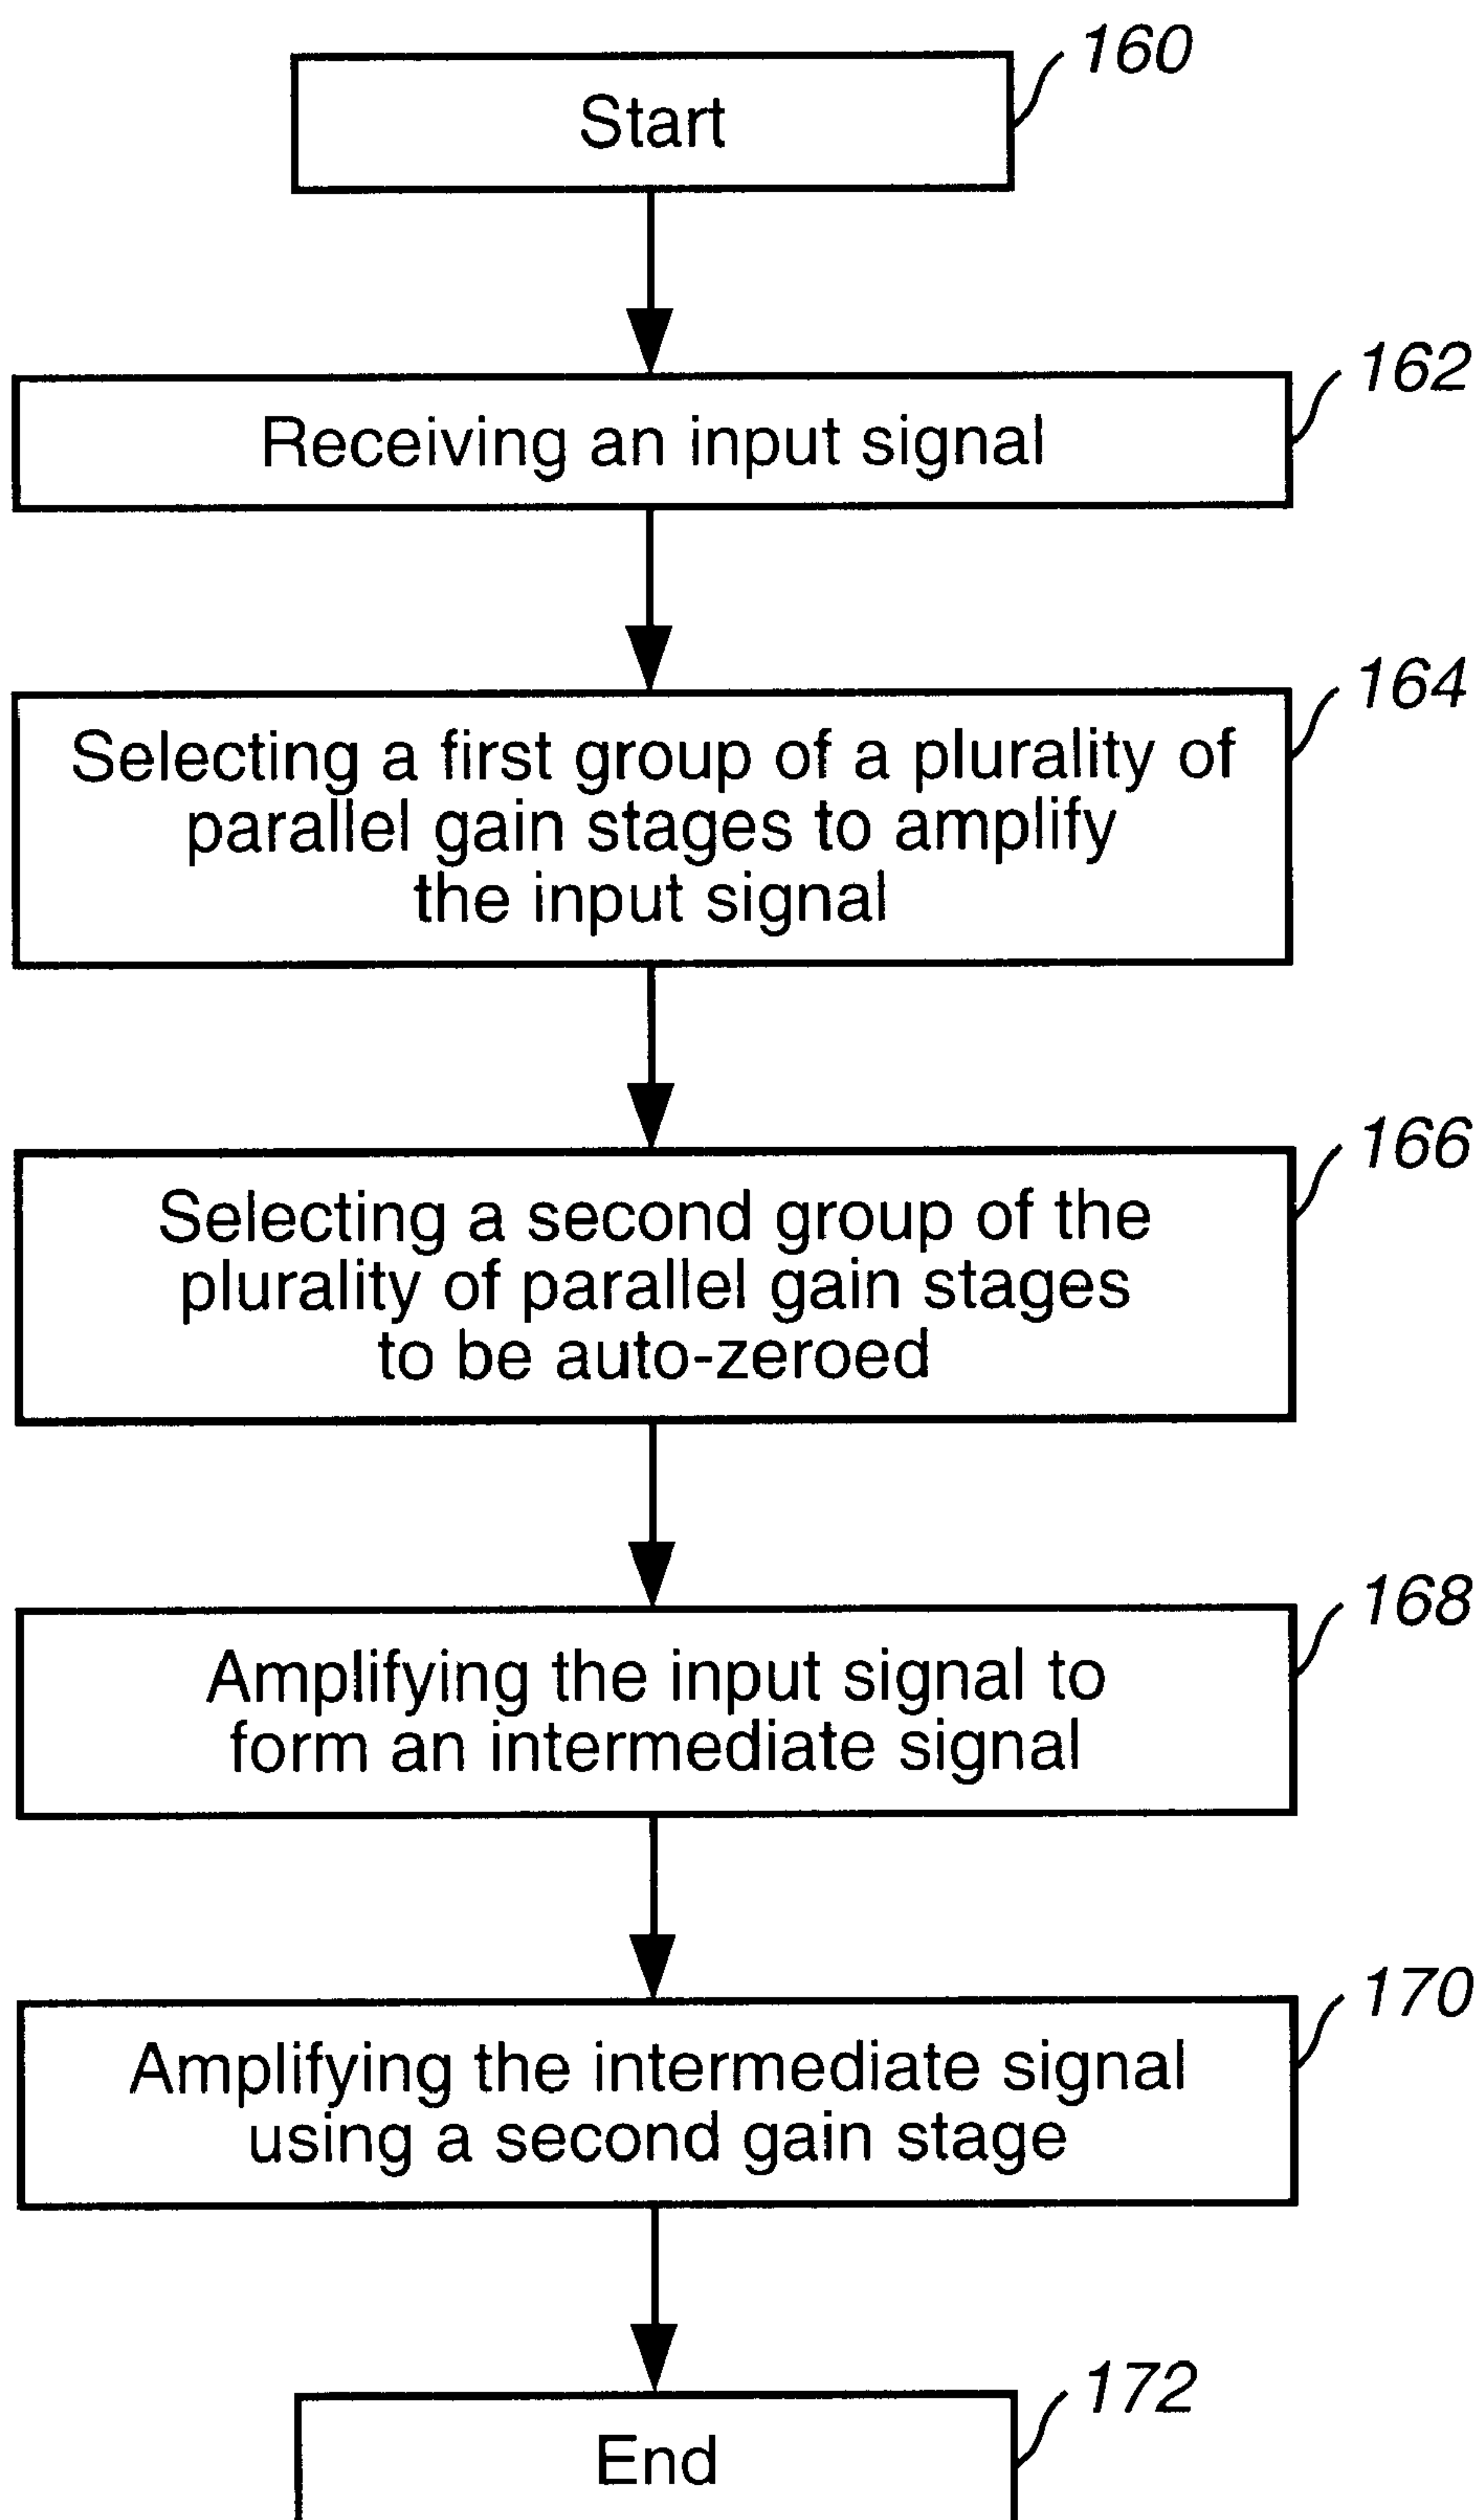 160
Start
162
Receiving an input signal
164
Selecting a first group of a plurality of
parallel gain stages to amplify
the input signal
166
Selecting a second group of the
plurality of parallel gain stages
to be auto-zeroed
168
Amplifying the input signal to
form an intermediate signal
170
Amplifying the intermediate signal
using a second gain stage
172
End